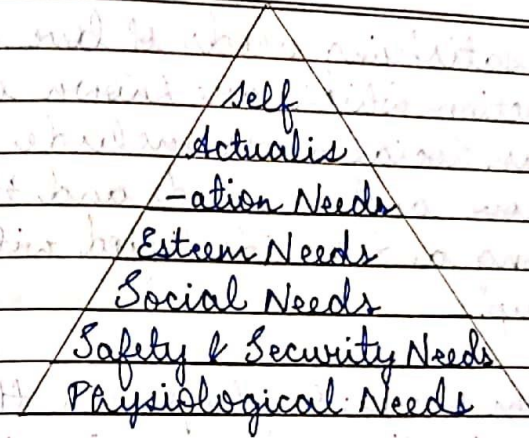 Self
Actualis
-ation Needs
Esteem Needs
Social Needs
Safety & Security Needs
Physiological Needs